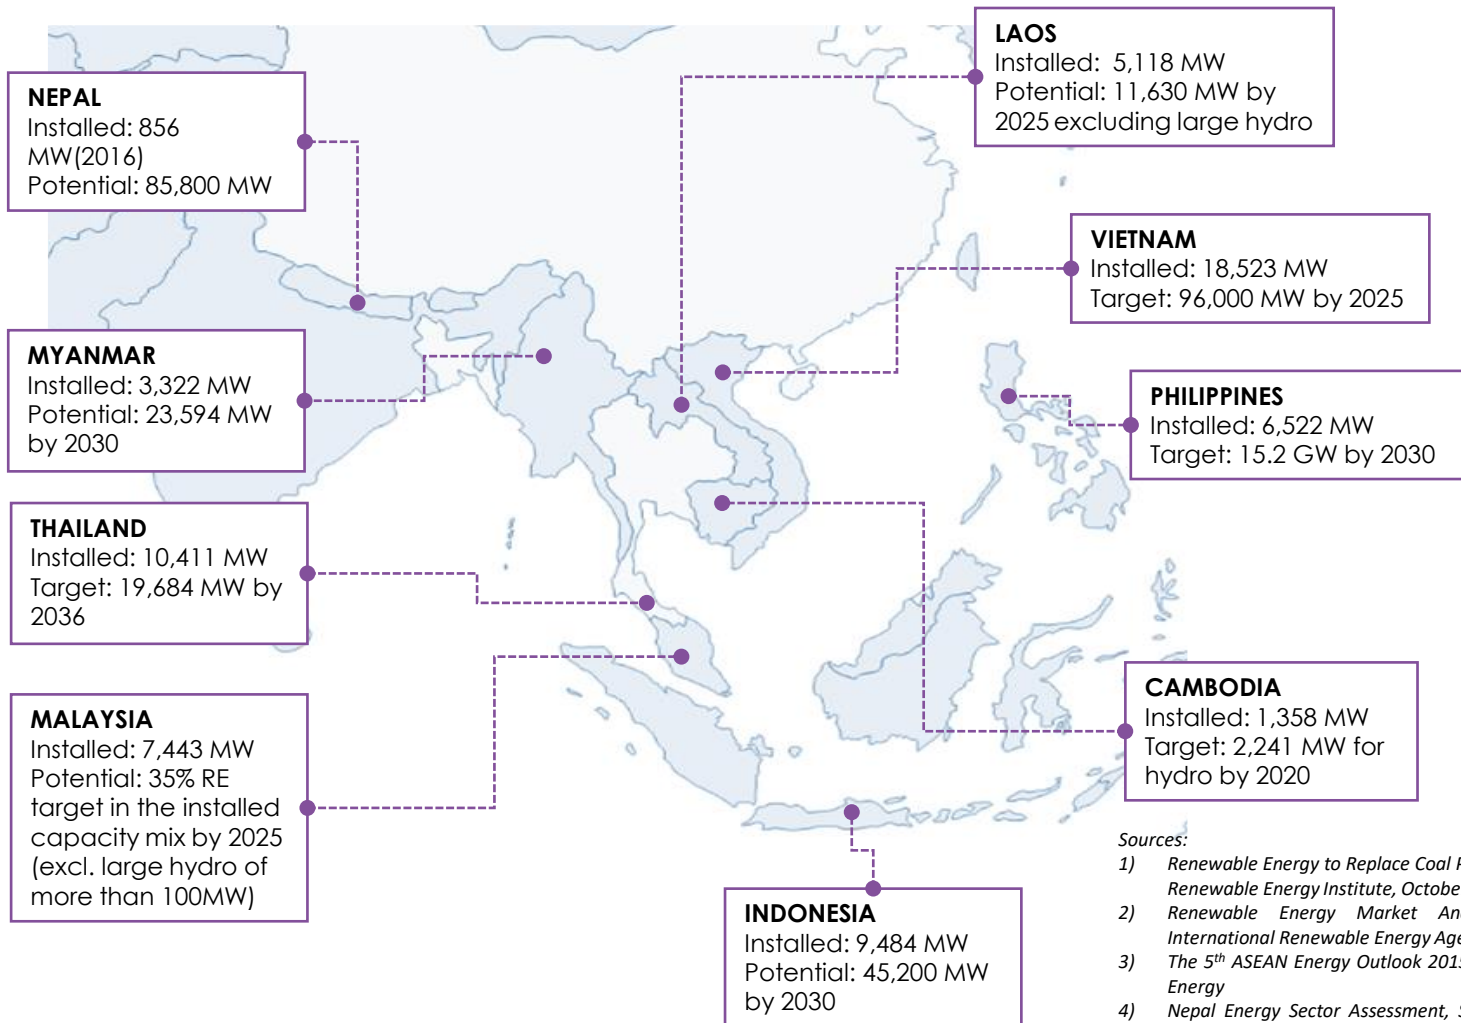 LAOS
Installed: 5,118 MW
Potential: 11,630 MW by
2025 excluding large hydro
NEPAL
Installed: 856
MW(2016)
Potential: 85,800 MW
VIETNAM
Installed: 18,523 MW
Target: 96,000 MW by 2025
MYANMAR
Installed: 3,322 MW
Potential: 23,594 MW
by 2030
PHILIPPINES
Installed: 6,522 MW
Target: 15.2 GW by 2030
THAILAND
Installed: 10,411 MW
Target: 19,684 MW by
2036
CAMBODIA
Installed: 1,358 MW
Target: 2,241 MW for
hydro by 2020
MALAYSIA
Installed: 7,443 MW
Potential: 35% RE
target in the installed
capacity mix by 2025
(excl. large hydro of
more than 100MW)
INDONESIA
Installed: 9,484 MW
Potential: 45,200 MW
by 2030
Sources:
1) Renewable Energy to Replace Coal
Renewable Energy Institute,
2) Renewable Energy Market
International Renewable Energy
3) The 5th ASEAN Energy Outlook
Energy
4) Nepal Energy Sector Assessment,